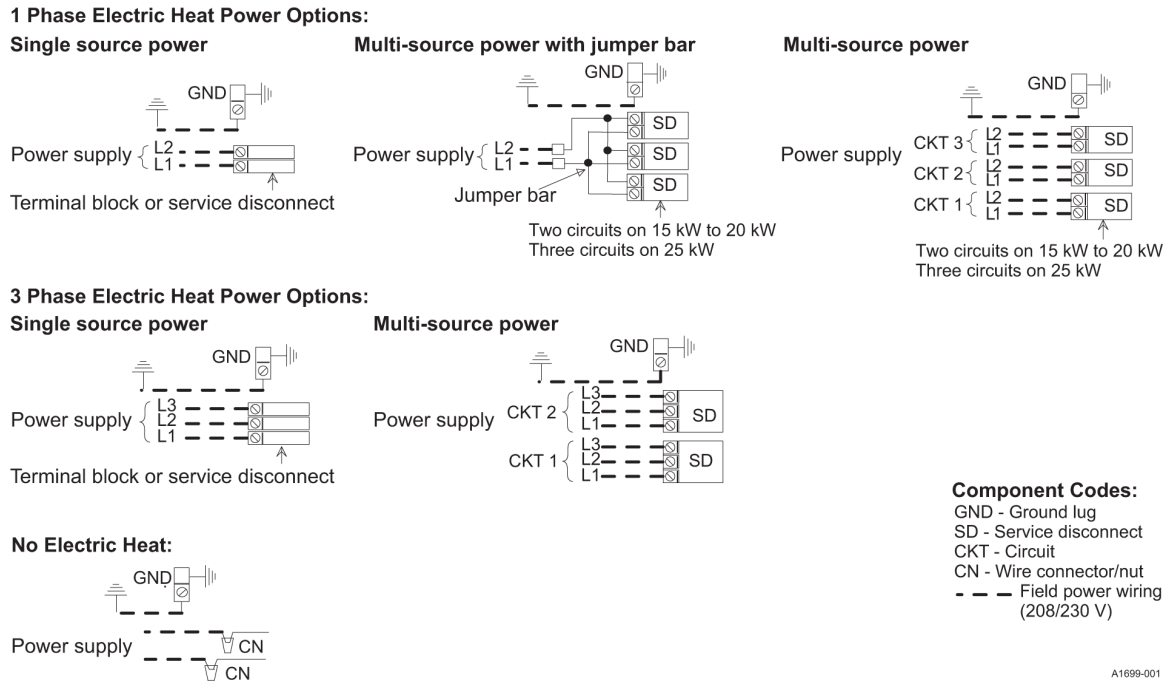 1 Phase Electric Heat Power Options:
Single source power
GND
Power supply
L2
L1
Terminal block or service disconnect
Multi-source power with jumper bar
GND
SD
SD
SD
Power supply
L2
L1
Jumper bar
Two circuits on 15 kW to 20 kW
Three circuits on 25 kW
Multi-source power
GND
Power supply
CKT 3
L2
L1
SD
CKT 2
L2
L1
SD
CKT 1
L2
L1
SD
Two circuits on 15 kW to 20 kW
Three circuits on 25 kW
3 Phase Electric Heat Power Options:
Single source power
GND
Power supply
L3
L2
L1
Terminal block or service disconnect
Multi-source power
GND
Power supply
CKT 2
L3
L2
L1
SD
CKT 1
L3
L2
L1
SD
No Electric Heat:
GND
Power supply
CN
CN
Component Codes:
GND - Ground lug
SD - Service disconnect
CKT - Circuit
CN - Wire connector/nut
Field power wiring
(208/230 V)
A1699-001